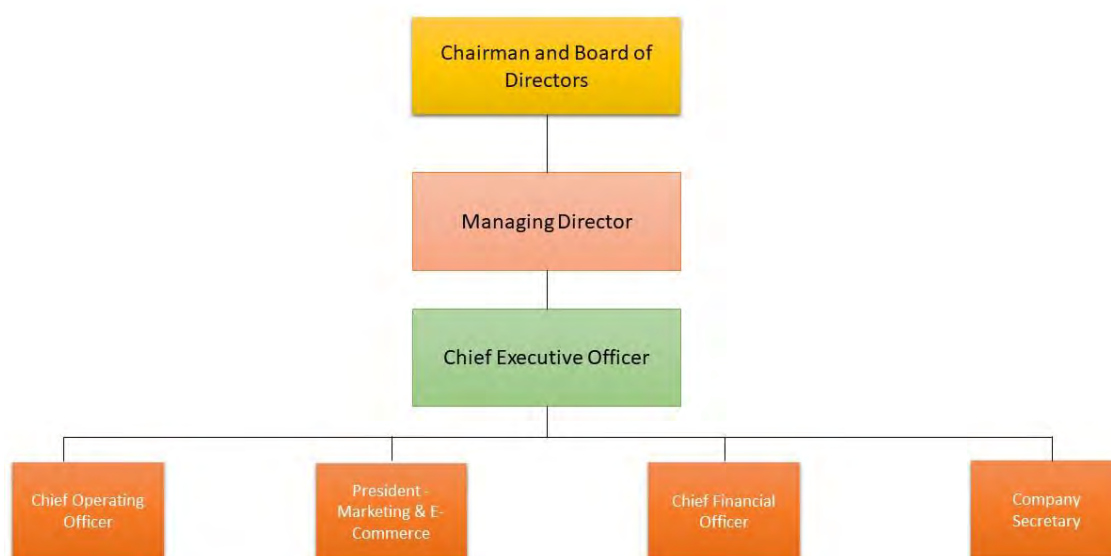 Chairman and Board of
Directors
Managing Director
Chief Executive Officer
Chief Operating
Officer
President -
Marketing & E-
Commerce
Chief Financial
Officer
Company
Secretary